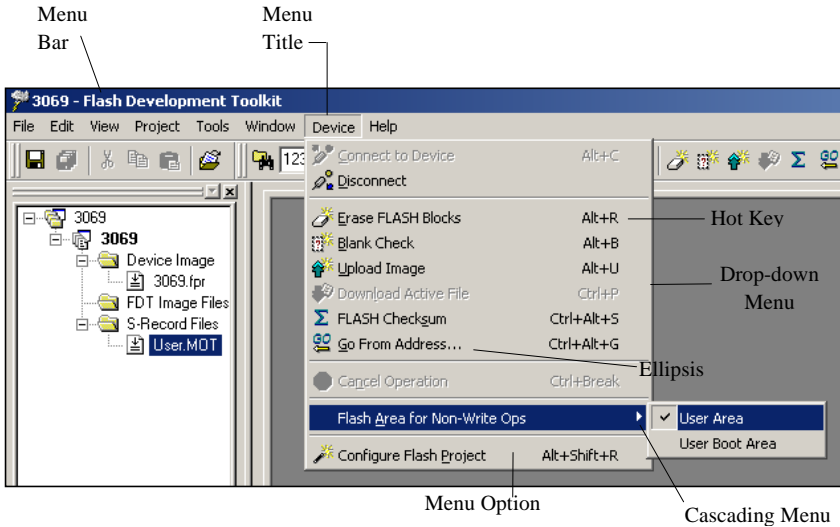 Menu
Bar
Menu
Title
3069 - Flash Development Toolkit
File Edit View Project Tools Window Device Help
123
Connect to Device Alt+C
Disconnect
Erase FLASH Blocks Alt+R
Hot Key
Blank Check Alt+B
Upload Image Alt+U
Download Active File Ctrl+P
Drop-down
Menu
FLASH Checksum Ctrl+Alt+S
Go From Address... Ctrl+Alt+G
Ellipsis
Cancel Operation Ctrl+Break
Flash Area for Non-Write Ops
User Area
User Boot Area
Configure Flash Project Alt+Shift+R
3069
3069
Device Image
3069.fpr
FDT Image Files
S-Record Files
User.MOT
Menu Option
Cascading Menu